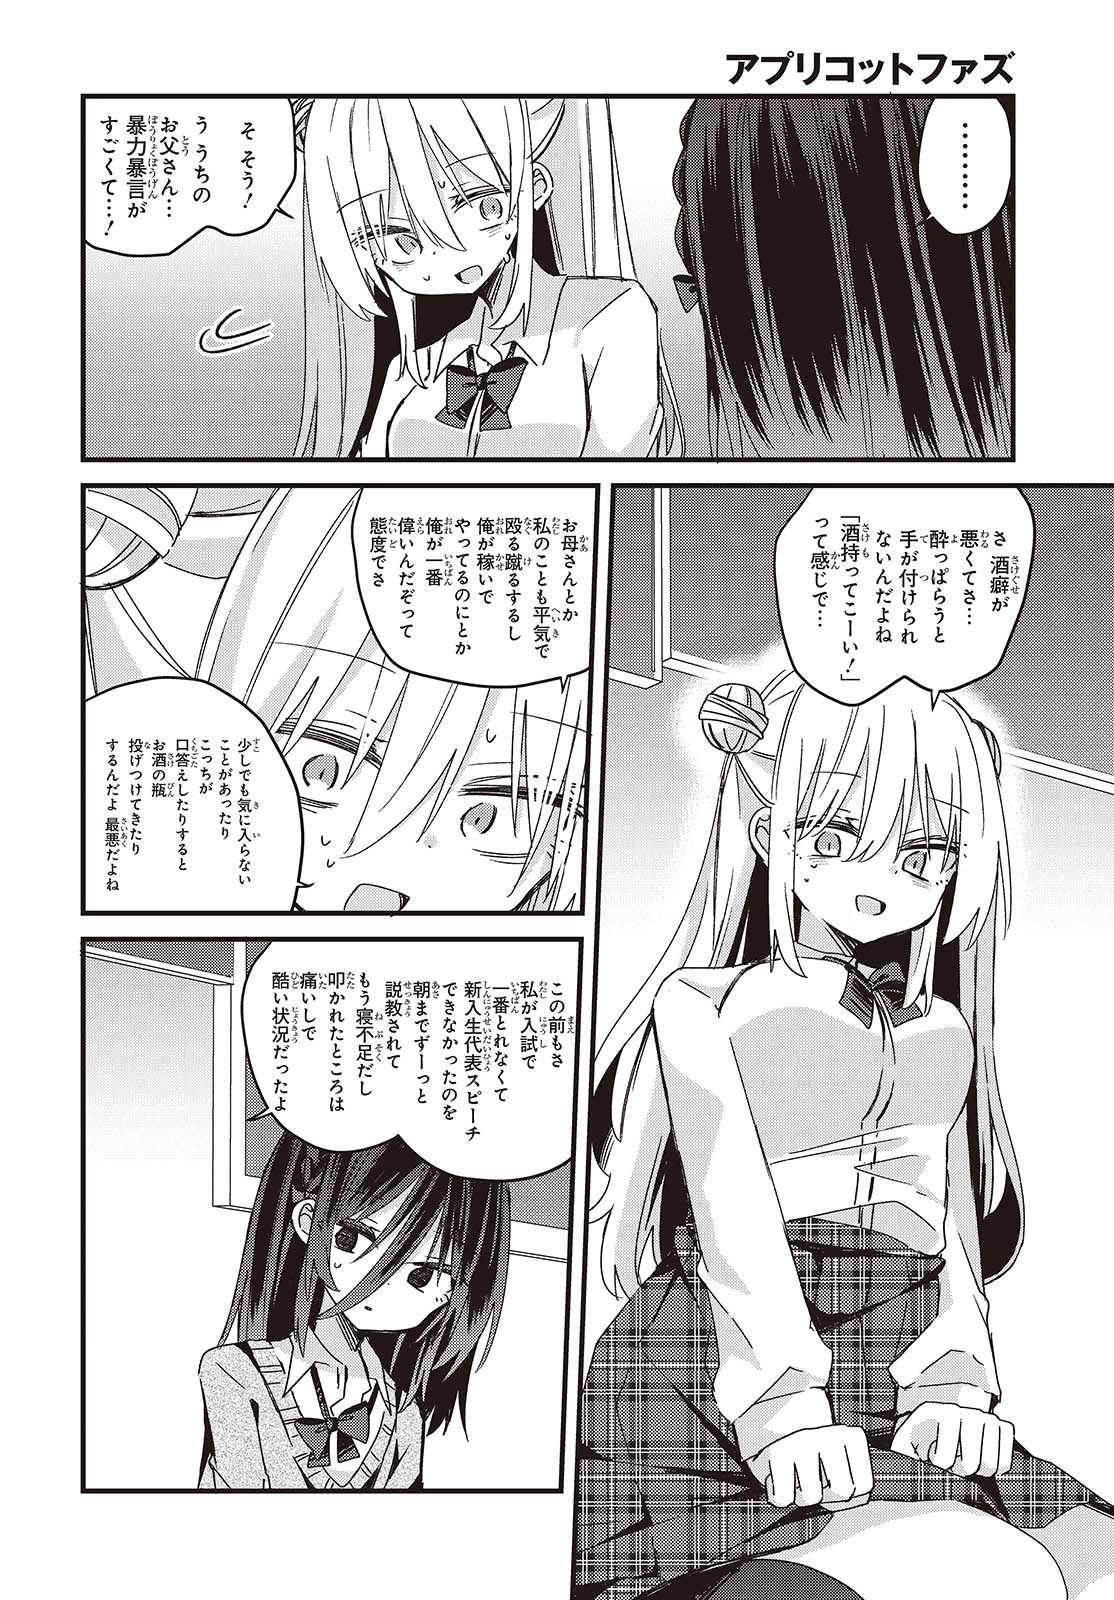 アプリコットファズ
………
そ そう!
う うちの
お父さん…
暴力暴言が
すごくて…!
さ 酒癖が
悪くてさ…
酔っぱらうと
手が付けられ
ないんだよね
「酒持ってこーい!」
って感じで…
お母さんとか
私のことも平気で
殴る蹴るするし
俺が稼いで
やってるのにとか
俺が一番
偉いんだぞって
態度でさ
少しでも気に入らない
ことがあったり
こっちが
口答えしたりすると
お酒の瓶
投げつけてきたり
するんだよ 最悪だよね
この前もさ
私が入試で
一番とれなくて
新入生代表スピーチ
できなかったのを
朝までずーっと
説教されて
もう寝不足だし
叩かれたところは
痛いしで
酷い状況だったよ